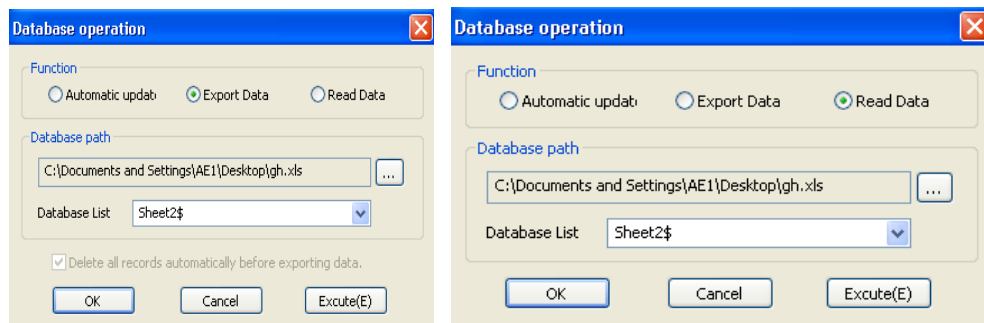 Database operation
Function
Automatic updat
Export Data
Read Data
Database path
C:\Documents and Settings\AE1\Desktop\gh.xls
...
Database List
Sheet2$
Delete all records automatically before exporting data.
OK
Cancel
Excute(E)
Database operation
Function
Automatic updat
Export Data
Read Data
Database path
C:\Documents and Settings\AE1\Desktop\gh.xls
...
Database List
Sheet2$
OK
Cancel
Excute(E)